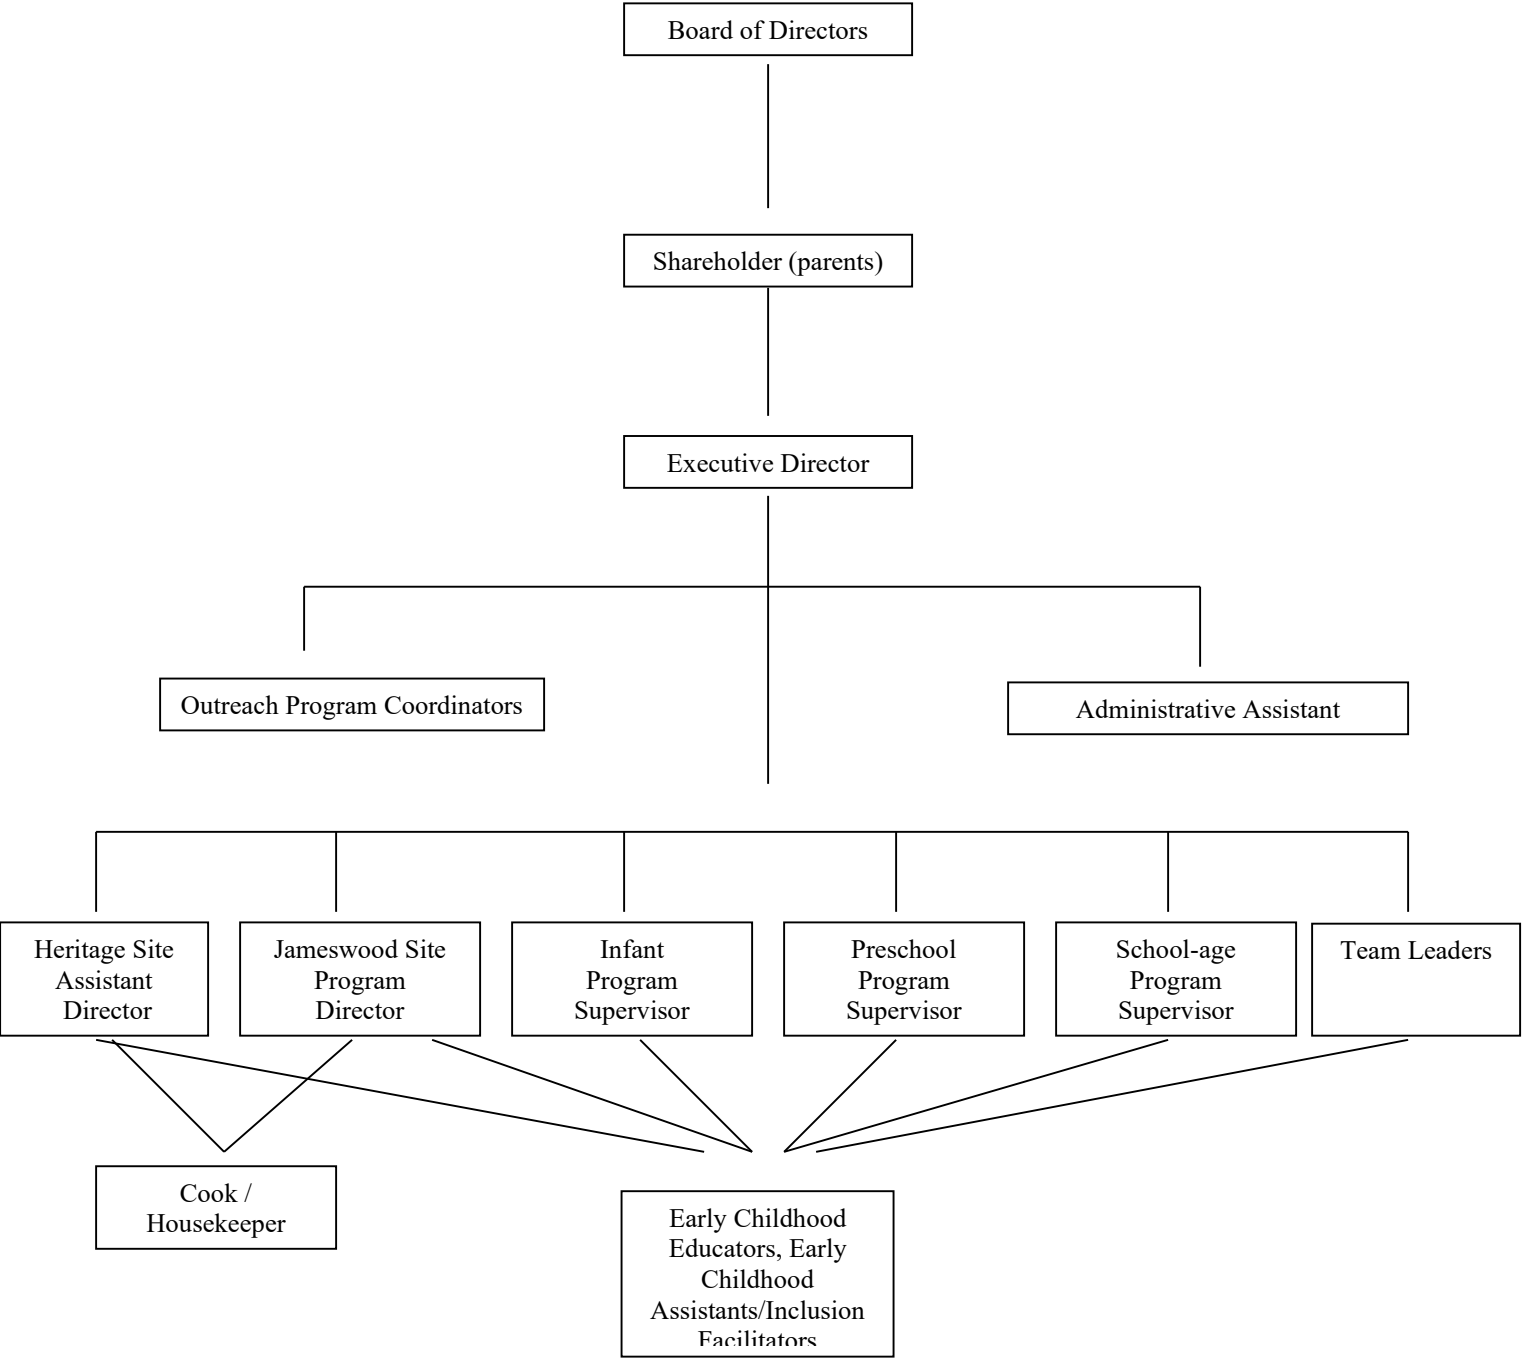 Board of Directors
Shareholder (parents)
Executive Director
Outreach Program Coordinators
Administrative Assistant
Heritage Site
Assistant
Director
Jameswood Site
Program
Director
Infant
Program
Supervisor
Preschool
Program
Supervisor
School-age
Program
Supervisor
Team Leaders
Cook /
Housekeeper
Early Childhood
Educators, Early
Childhood
Assistants/Inclusion
Facilitators